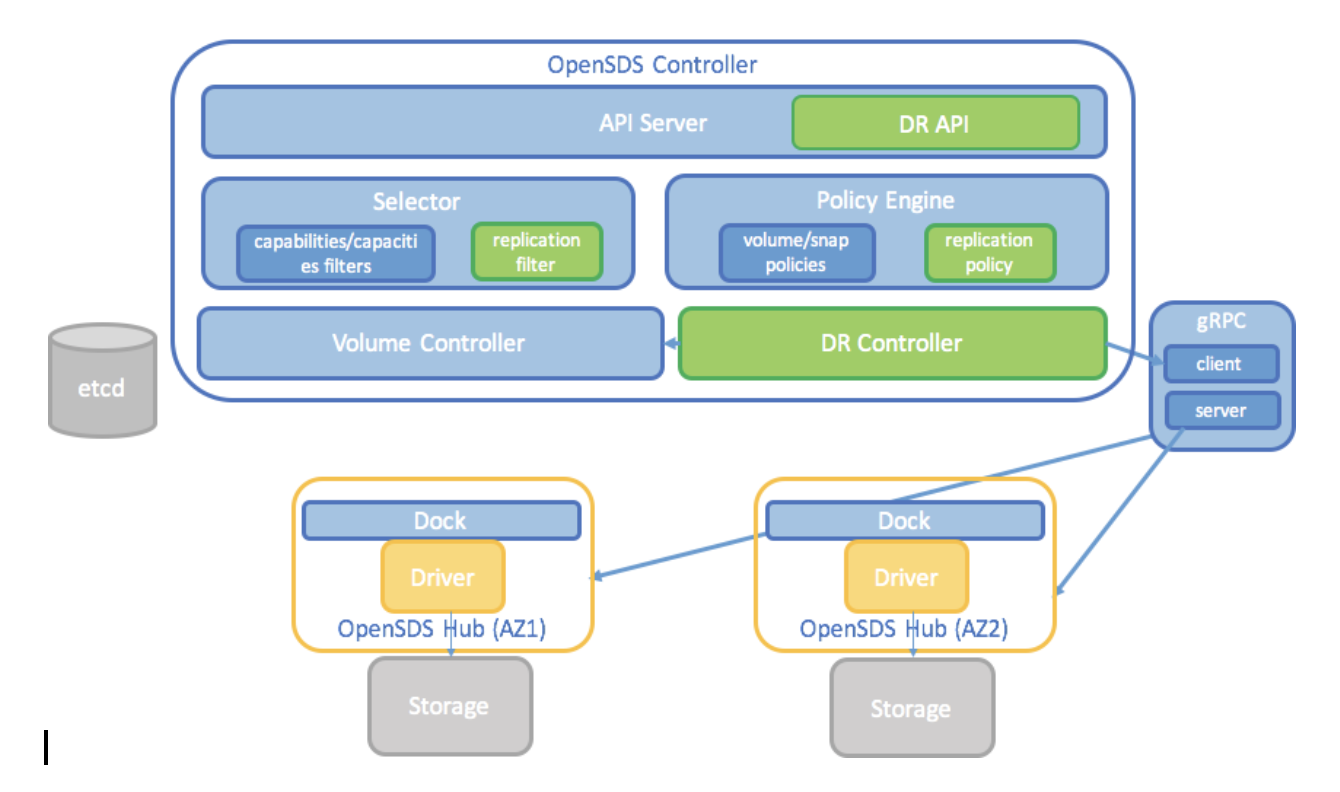 OpenSDS Controller
API Server
DR API
Selector
capabilities/capaciti
es filters
replication
filter
Policy Engine
volume/snap
policies
replication
policy
Volume Controller
DR Controller
etcd
gRPC
client
server
Dock
Driver
OpenSDS Hub (AZ1)
Storage
Dock
Driver
OpenSDS Hub (AZ2)
Storage